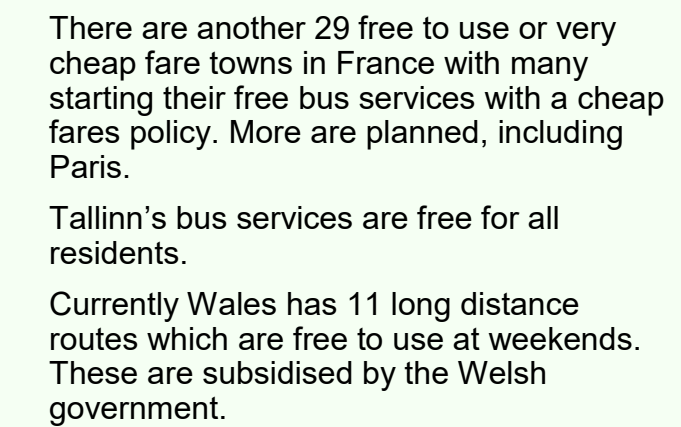 There are another 29 free to use or very
cheap fare towns in France with many
starting their free bus services with a cheap
fares policy. More are planned, including
Paris.
Tallinn’s bus services are free for all
residents.
Currently Wales has 11 long distance
routes which are free to use at weekends.
These are subsidised by the Welsh
government.